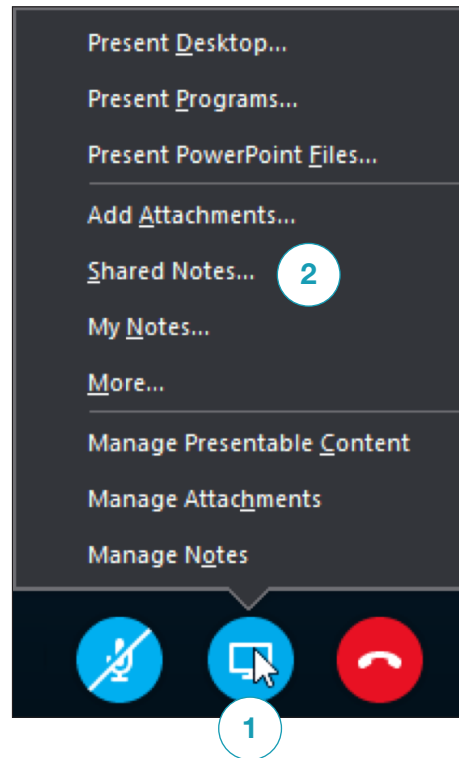 Present Desktop...
Present Programs...
Present PowerPoint Files...
Add Attachments...
Shared Notes... 2
My Notes...
More...
Manage Presentable Content
Manage Attachments
Manage Notes
1